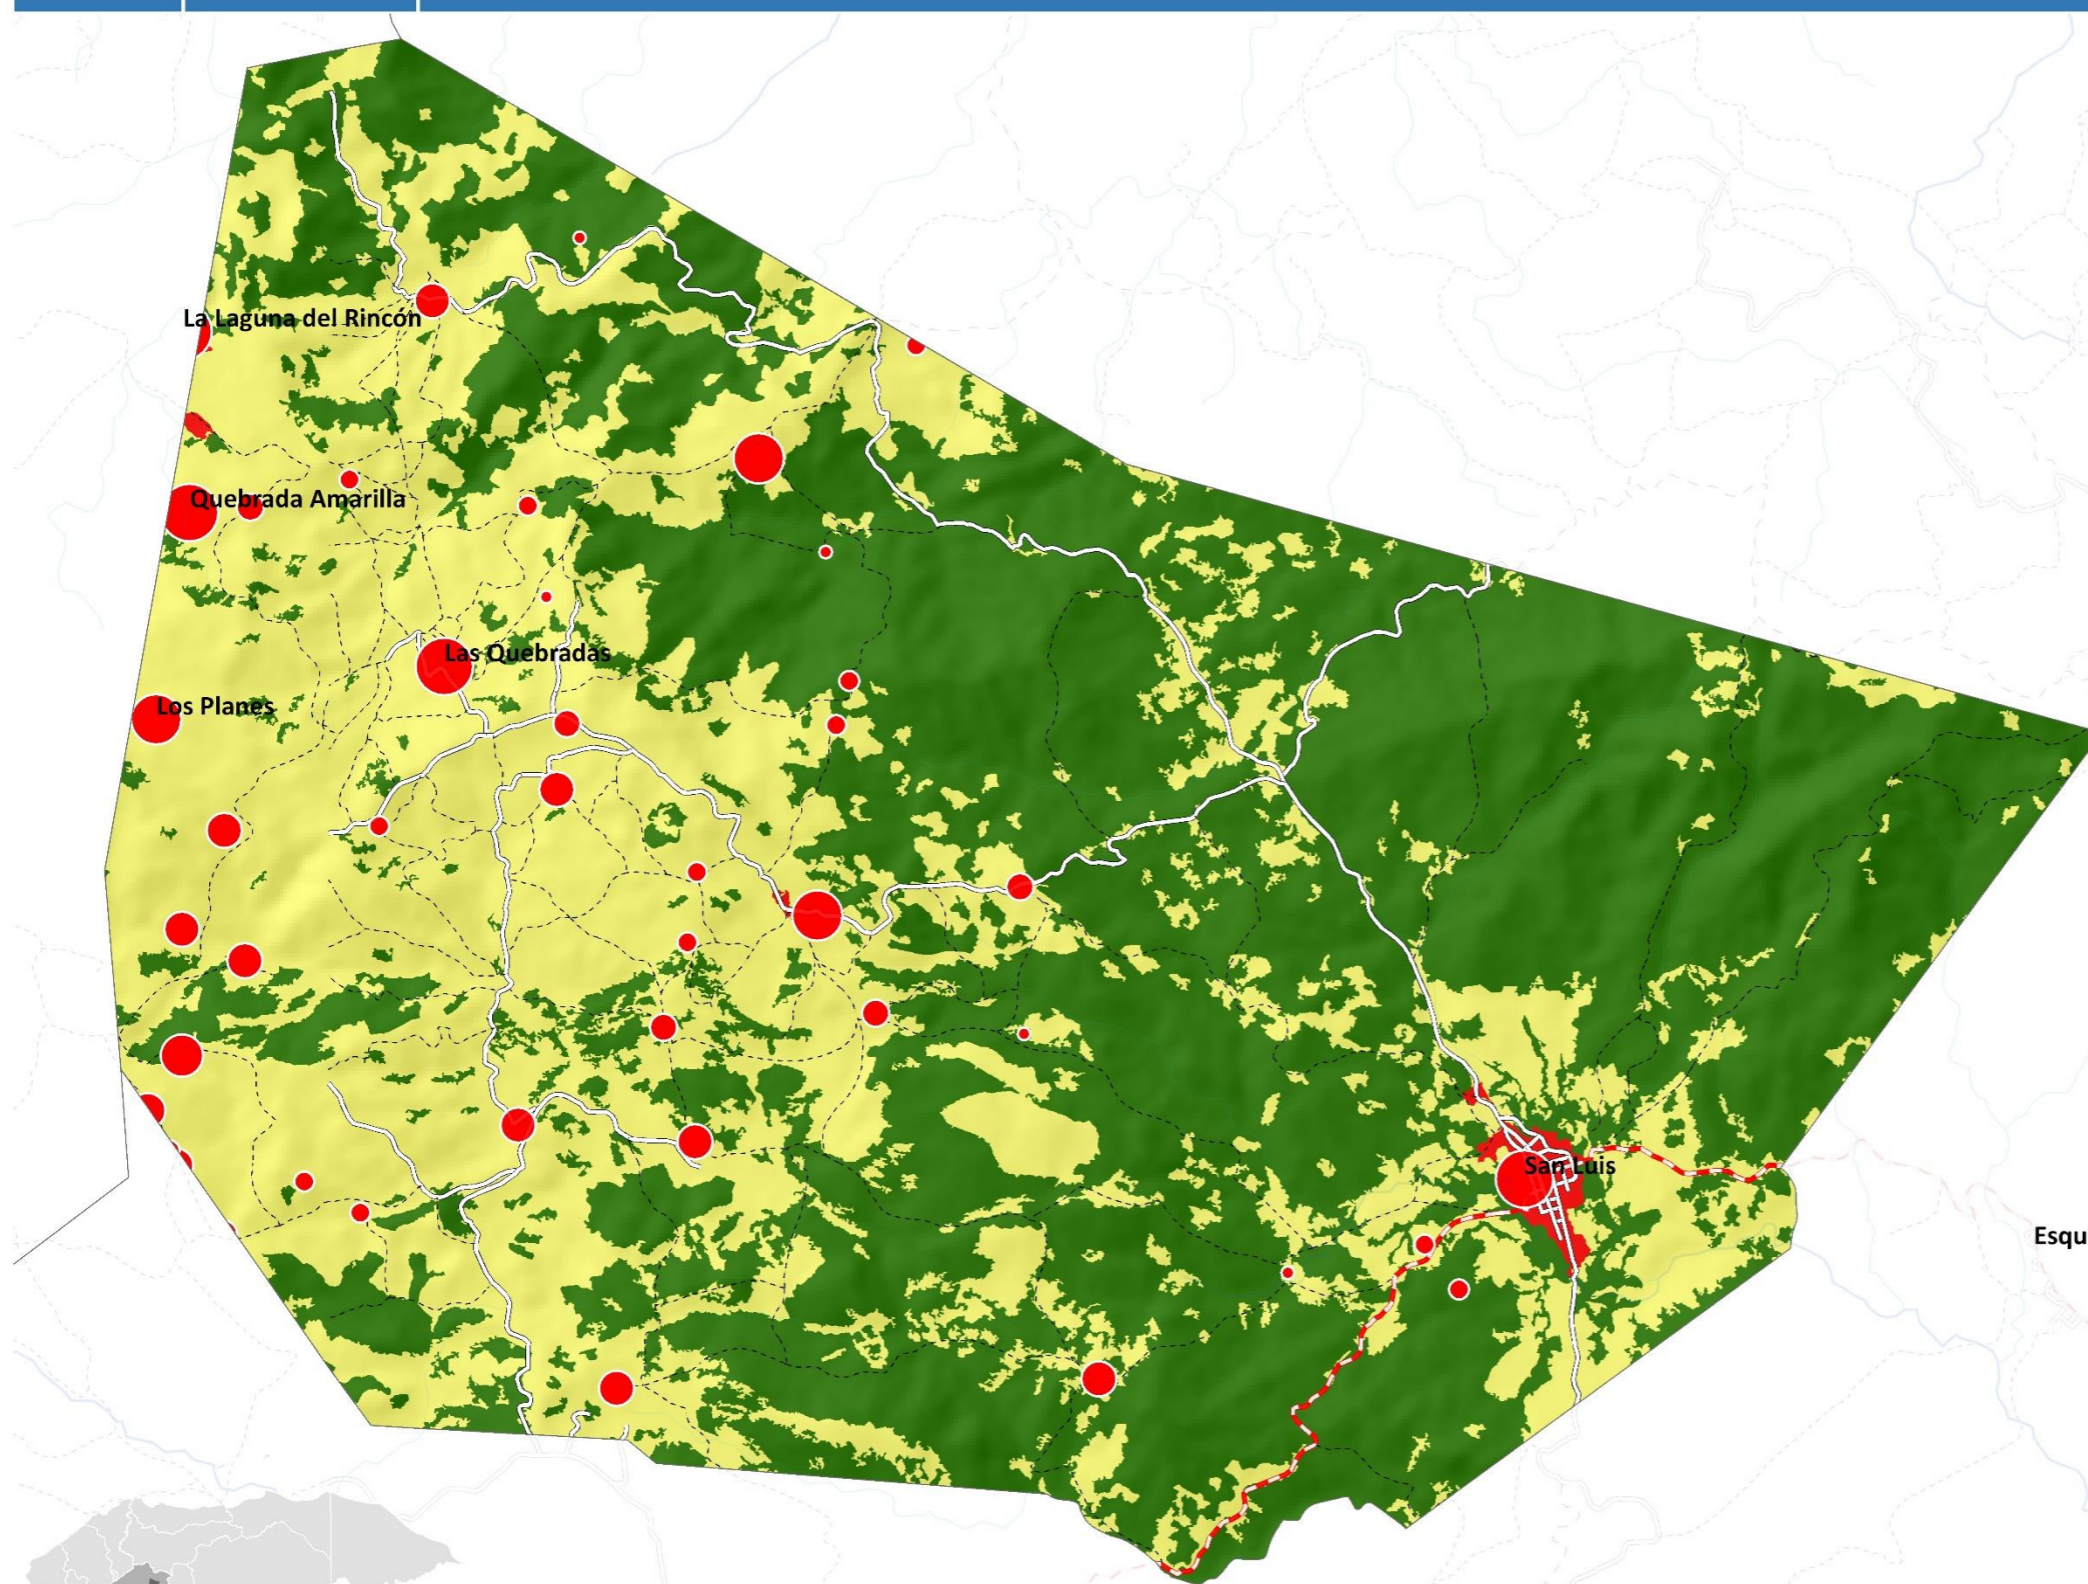 La Laguna del Rincón
Quebrada Amarilla
Las Quebradas
Los Planes
San Luis
Esqu